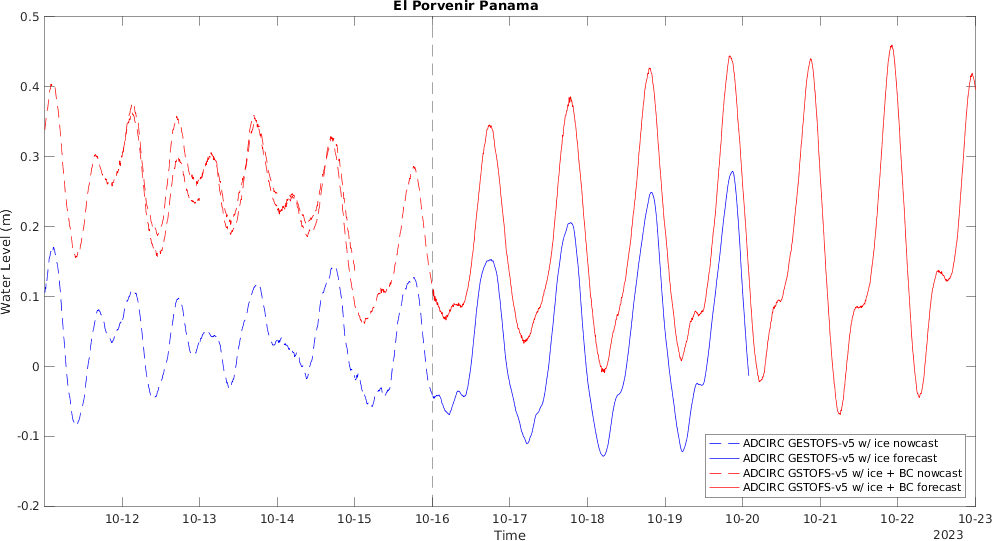 El Porvenir Panama
0.5
0.4
0.3
0.2
0.1
0
-0.1
-0.2
Water Level (m)
ADCIRC GESTOFS-v5 w/ ice nowcast
ADCIRC GESTOFS-v5 w/ ice forecast
ADCIRC GSTOFS-v5 w/ ice + BC nowcast
ADCIRC GSTOFS-v5 w/ ice + BC forecast
10-12 10-13 10-14 10-15 10-16 10-17 10-18 10-19 10-20 10-21 10-22 10-23
Time
2023